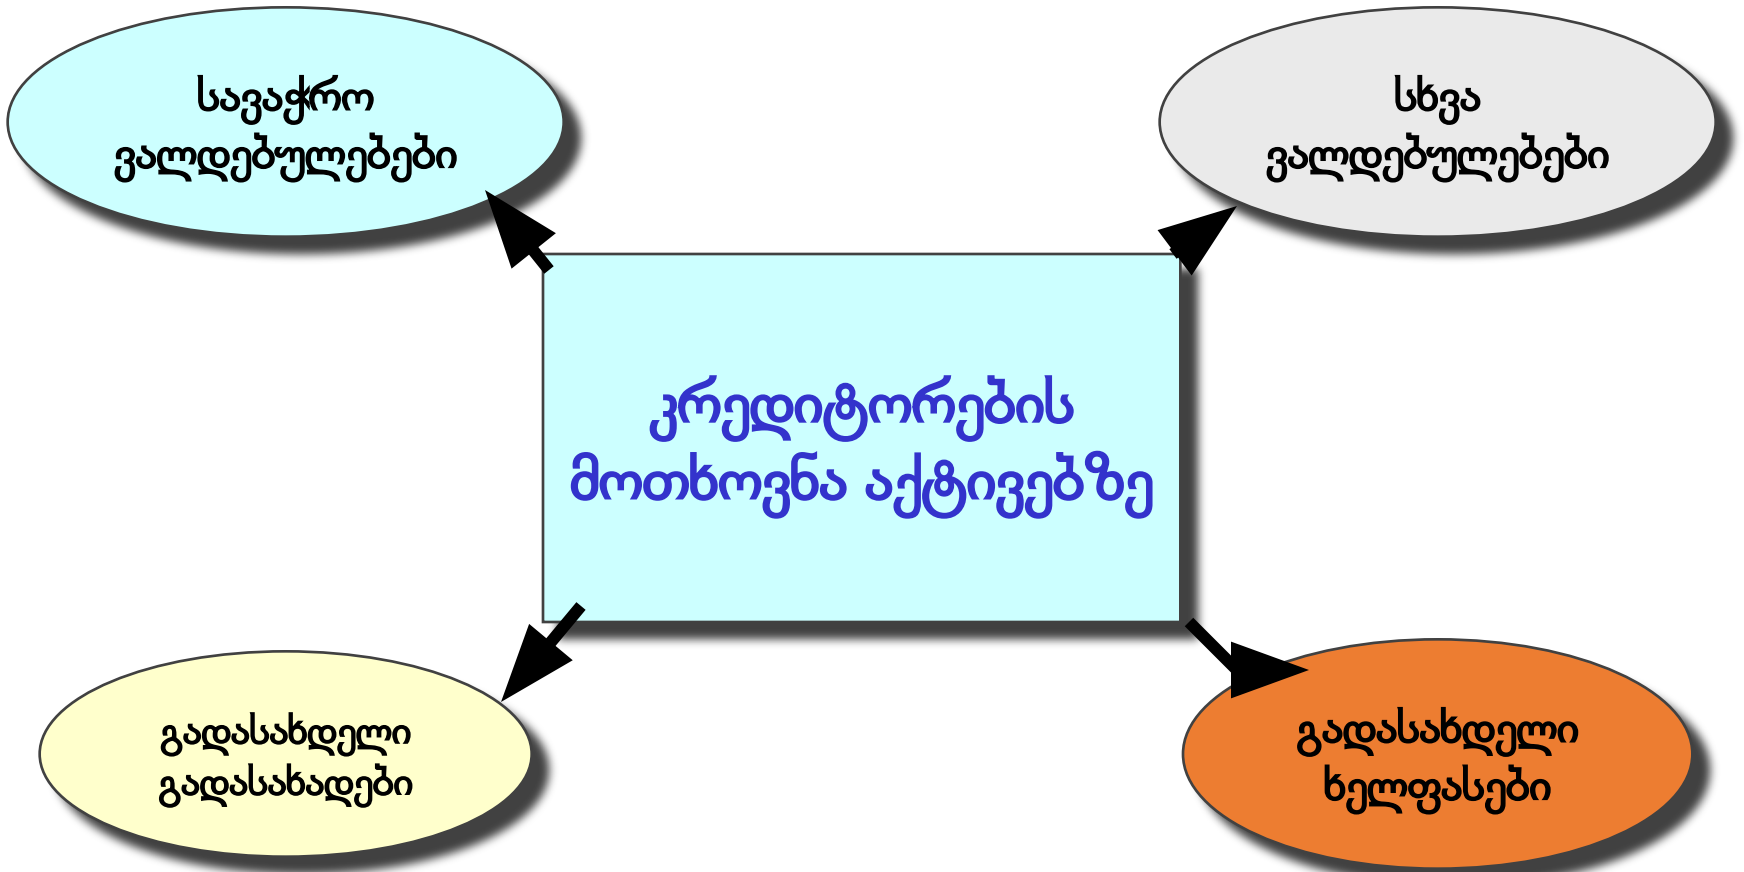 სავაჭრო
ვალდებულებები
სხვა
ვალდებულებები
კრედიტორების
მოთხოვნა აქტივებზე
გადასახდელი
გადასახადები
გადასახდელი
ხელფასები